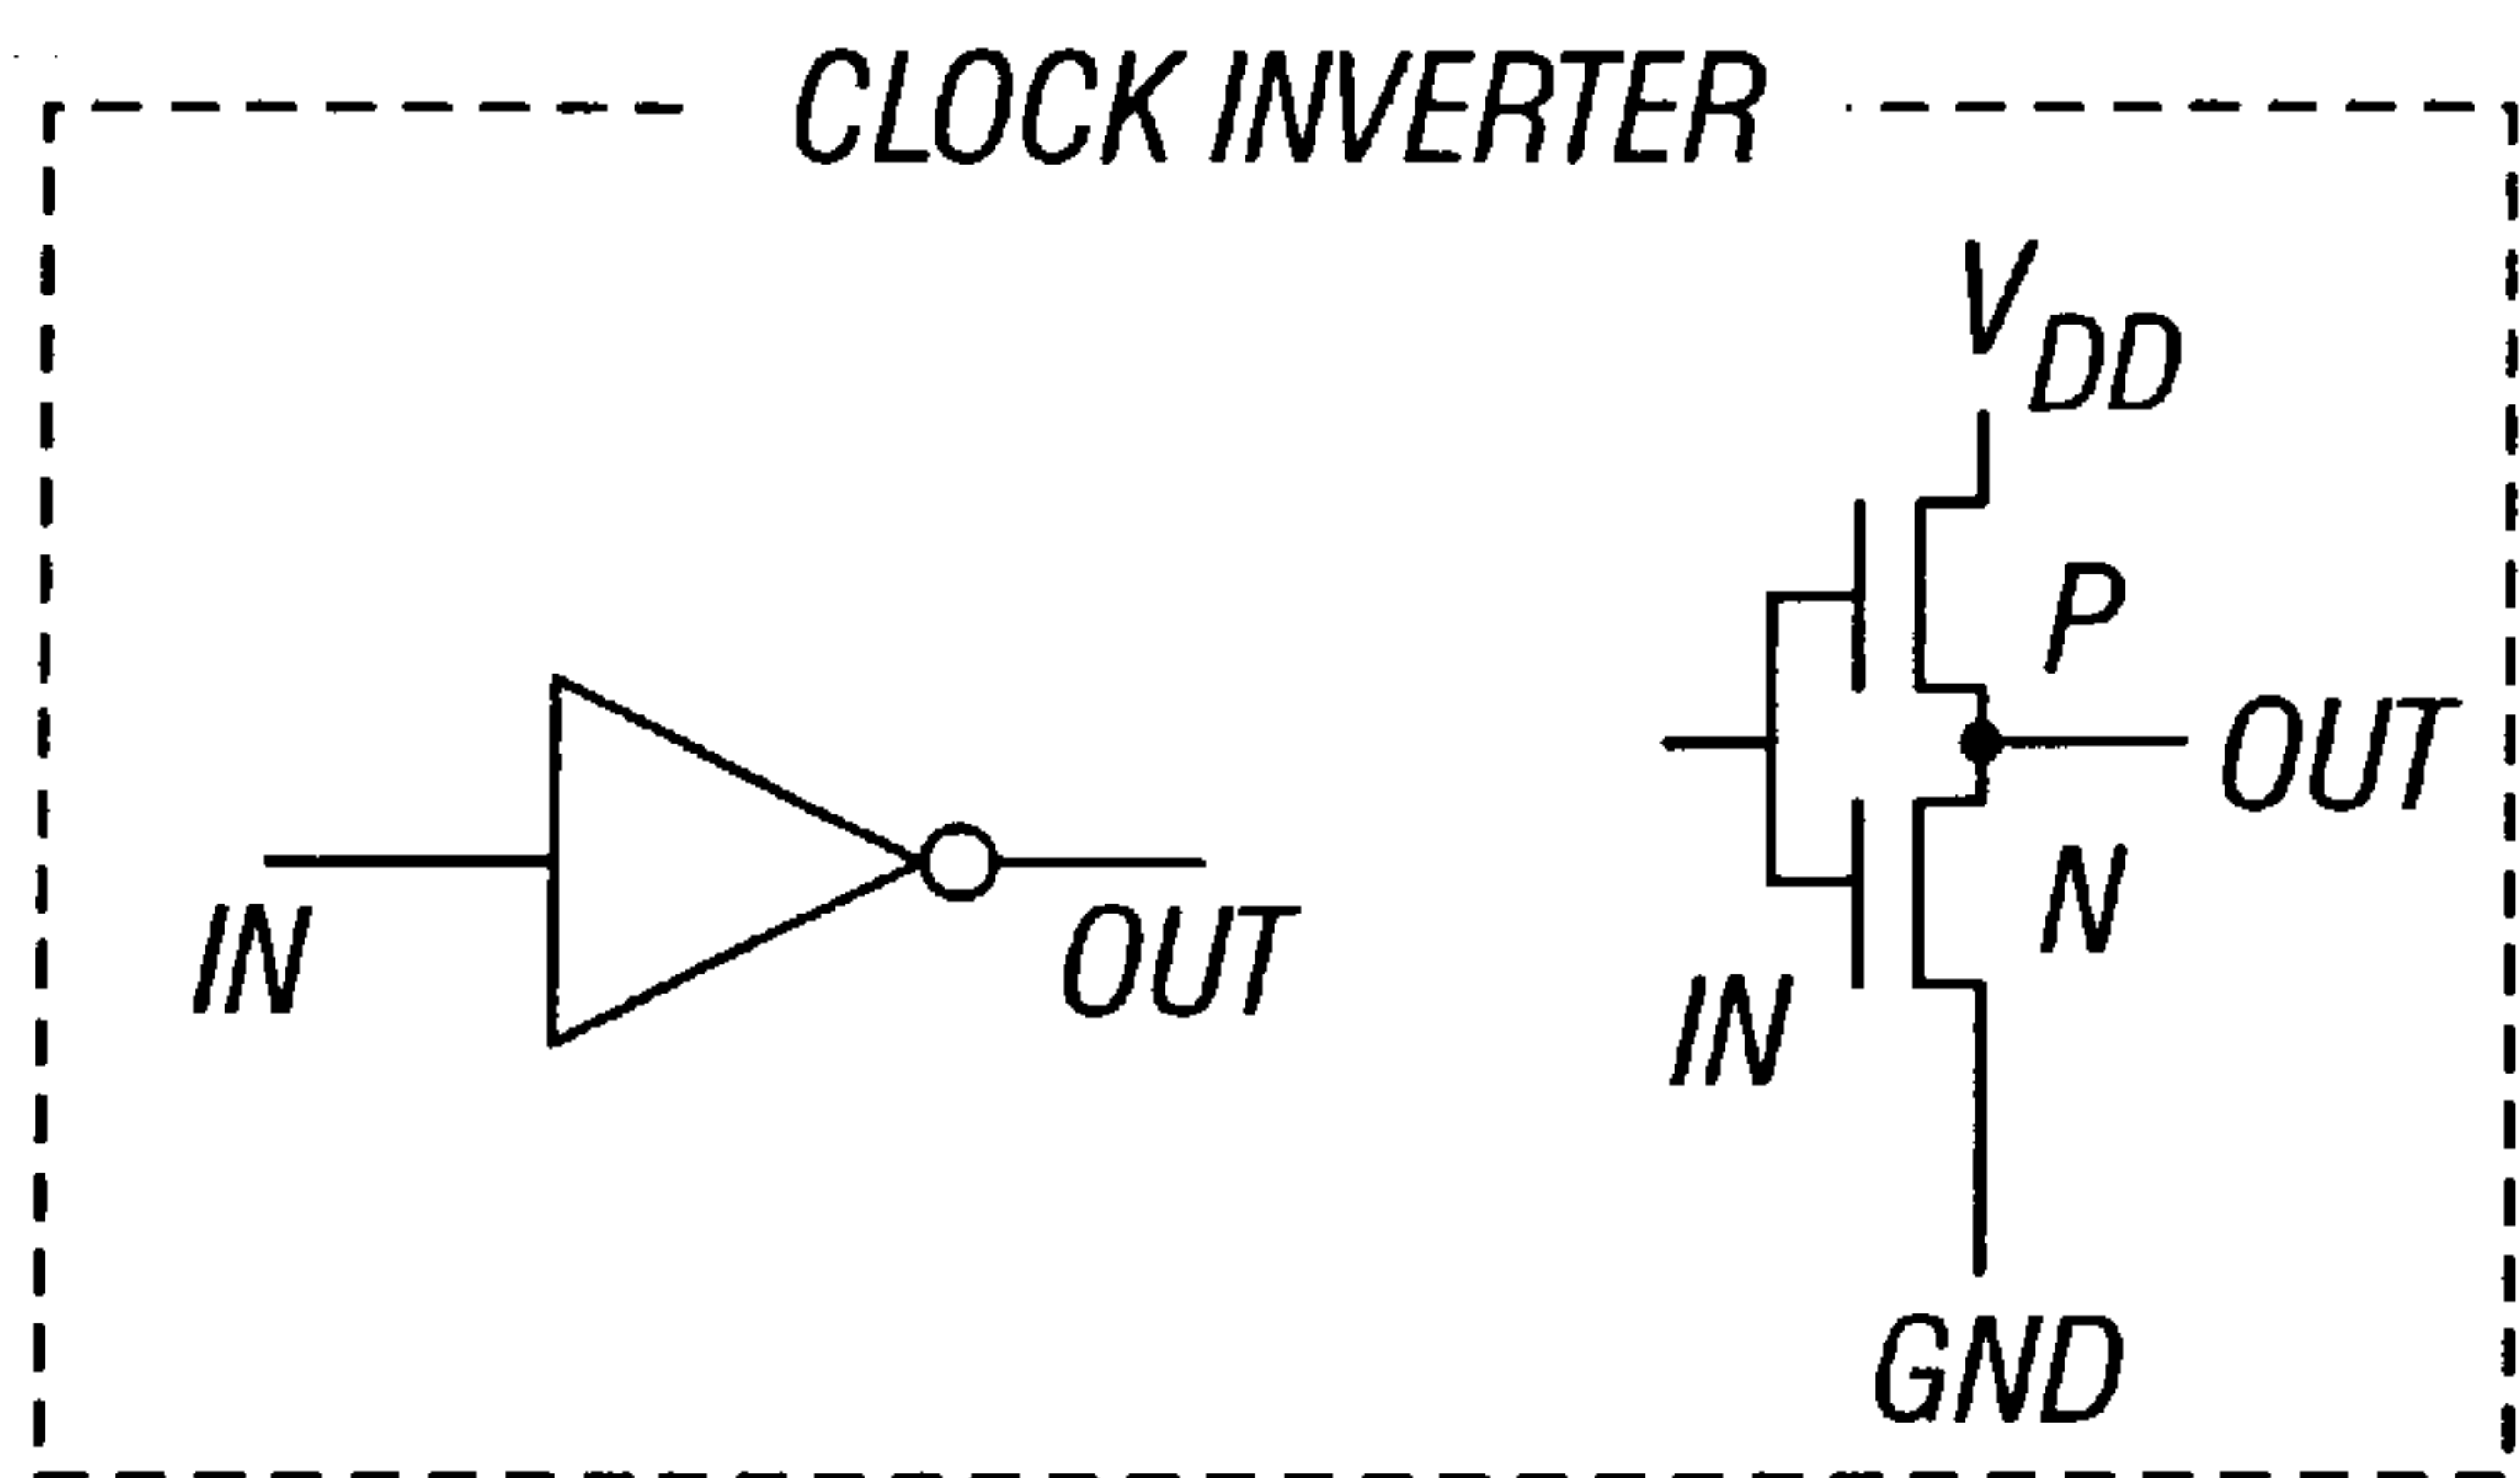 CLOCK INVERTER
V DD
P
OUT
N
IN
OUT
IN
GND